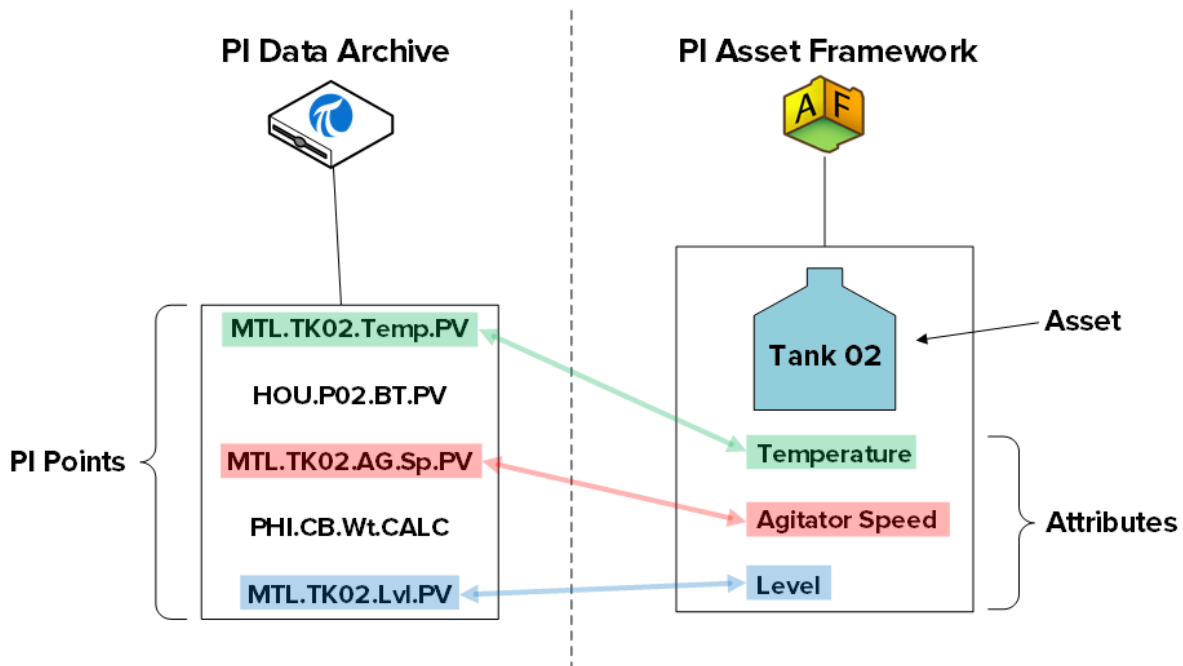 PI Data Archive
PI Points
MTL.TK02.Temp.PV
HOU.P02.BT.PV
MTL.TK02.AG.Sp.PV
PHI.CB.Wt.CALC
MTL.TK02.Lvl.PV
PI Asset Framework
A F
Tank 02
Asset
Temperature
Agitator Speed
Level
Attributes